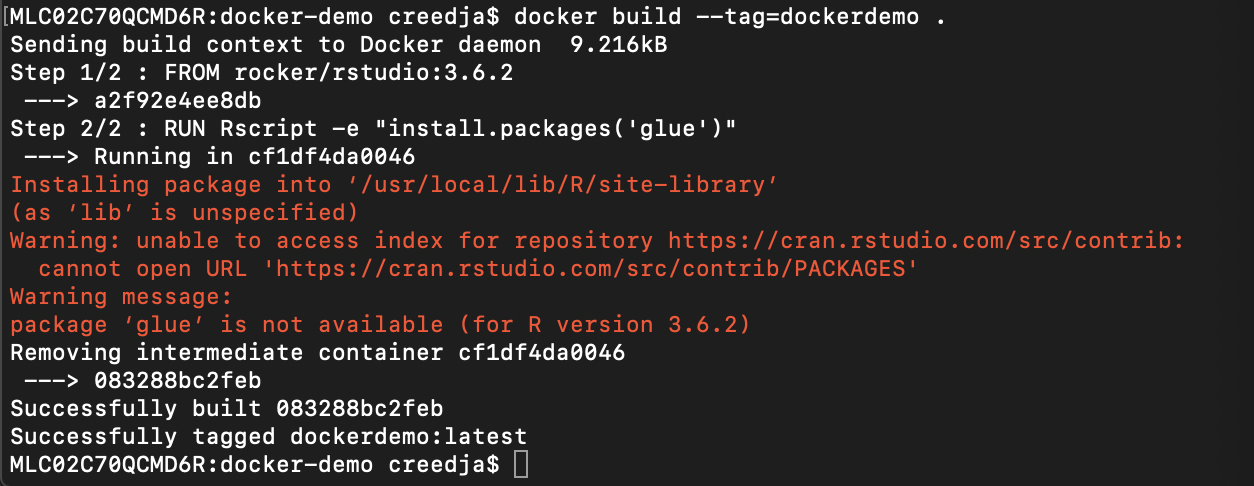 [MLC02C70QCMD6R:docker-demo creedja$ docker build --tag=dockerdemo .
Sending build context to Docker daemon  9.216kB
Step 1/2 : FROM rocker/rstudio:3.6.2
 ---> a2f92e4ee8db
Step 2/2 : RUN Rscript -e "install.packages('glue')"
 ---> Running in cf1df4da0046
Installing package into ‘/usr/local/lib/R/site-library’
(as ‘lib’ is unspecified)
Warning: unable to access index for repository https://cran.rstudio.com/src/contrib:
  cannot open URL 'https://cran.rstudio.com/src/contrib/PACKAGES'
Warning message:
package ‘glue’ is not available (for R version 3.6.2)
Removing intermediate container cf1df4da0046
 ---> 083288bc2feb
Successfully built 083288bc2feb
Successfully tagged dockerdemo:latest
MLC02C70QCMD6R:docker-demo creedja$